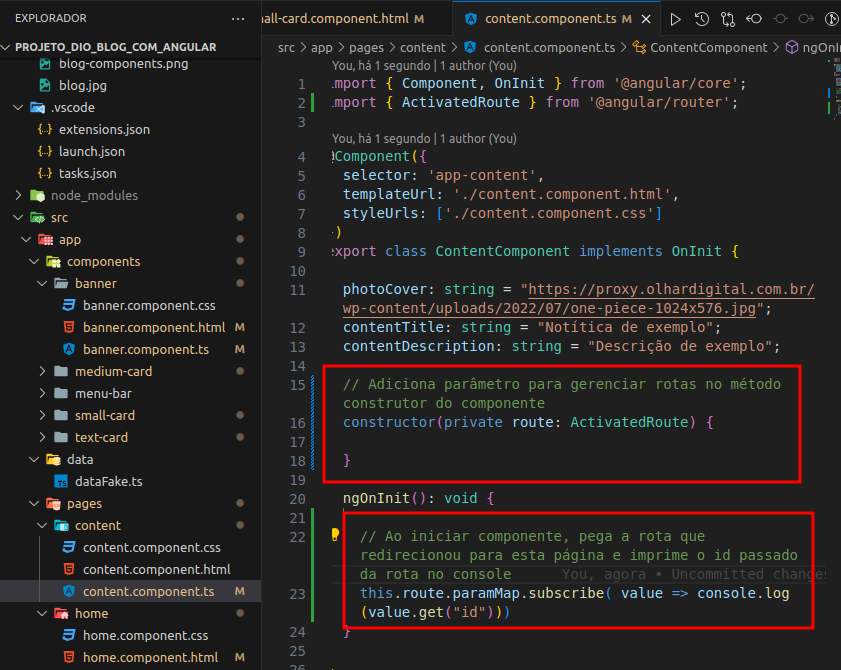 EXPLORADOR
PROJETO_DIO_BLOG_COM_ANGULAR
blog-components.png
blog.jpg
.vscode
extensions.json
launch.json
tasks.json
node_modules
src
app
components
banner
banner.component.css
banner.component.html M
banner.component.ts M
medium-card
menu-bar
small-card
text-card
data
dataFake.ts
pages
content
content.component.css
content.component.html
content.component.ts M
home
home.component.css
home.component.html M
all-card.component.html M
content.component.ts M
src > app > pages > content > content.component.ts > ContentComponent > ngOnI
You, há 1 segundo | 1 author (You)
1 import { Component, OnInit } from '@angular/core';
2 import { ActivatedRoute } from '@angular/router';
3
You, há 1 segundo | 1 author (You)
4 @Component({
5 selector: 'app-content',
6 templateUrl: './content.component.html',
7 styleUrls: ['./content.component.css']
8 })
9 export class ContentComponent implements OnInit {
10
11 photoCover: string = "https://proxy.olhardigital.com.br/
wp-content/uploads/2022/07/one-piece-1024x576.jpg";
12 contentTitle: string = "Notítica de exemplo";
13 contentDescription: string = "Descrição de exemplo";
14
15 // Adiciona parâmetro para gerenciar rotas no método
construtor do componente
16 constructor(private route: ActivatedRoute) {
17
18 }
19
20 ngOnInit(): void {
21
22 // Ao iniciar componente, pega a rota que
redirecionou para esta página e imprime o id passado
da rota no console You, agora • Uncommitted changes
23 this.route.paramMap.subscribe( value => console.log
(value.get("id")))
24 }
25
26